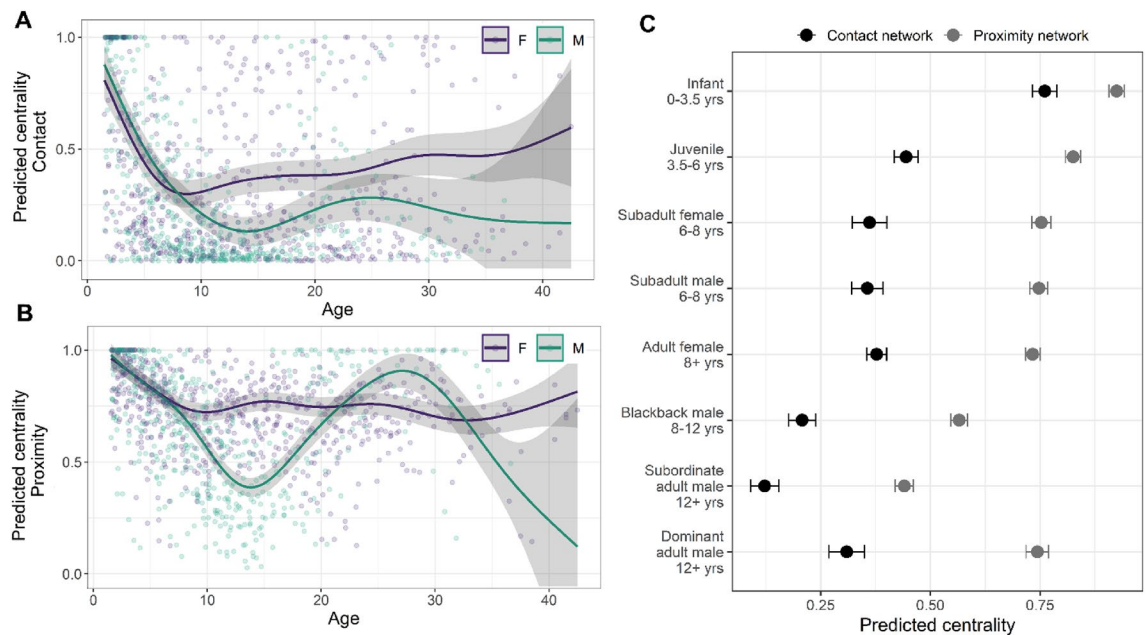 A
F M
Predicted centrality
Contact
1.0
0.5
0.0
0 10 20 30 40
Age
B
F M
Predicted centrality
Proximity
1.0
0.5
0.0
0 10 20 30 40
Age
C
Contact network Proximity network
Infant
0-3.5 yrs
Juvenile
3.5-6 yrs
Subadult female
6-8 yrs
Subadult male
6-8 yrs
Adult female
8+ yrs
Blackback male
8-12 yrs
Subordinate
adult male
12+ yrs
Dominant
adult male
12+ yrs
0.25 0.50 0.75
Predicted centrality